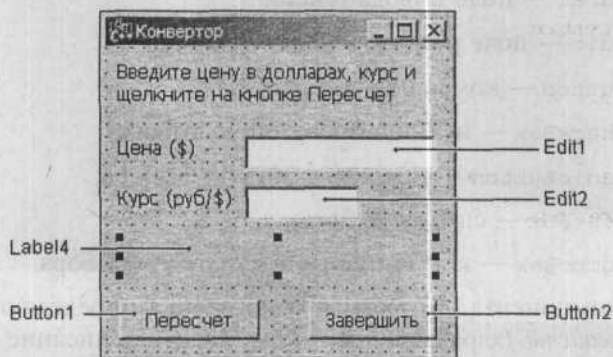 Конвертор
Введите цену в долларах, курс и
щелкните на кнопке Пересчет
Цена ($)
Edit1
Курс (руб/$)
Edit2
Label4
Button1
Пересчет
Завершить
Button2